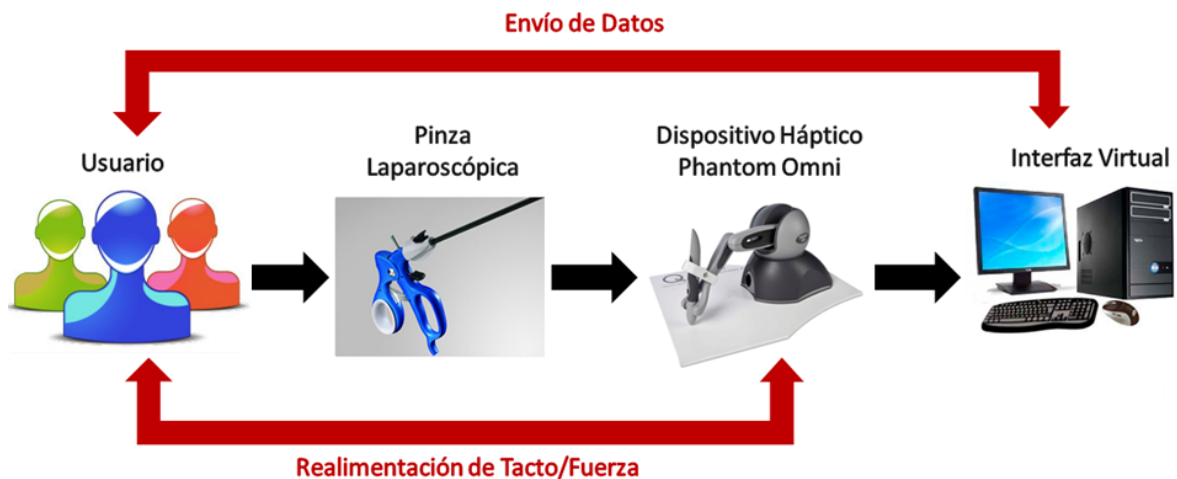 Envío de Datos
Usuario
Pinza
Laparoscópica
Dispositivo Háptico
Phantom Omni
Interfaz Virtual
Realimentación de Tacto/Fuerza